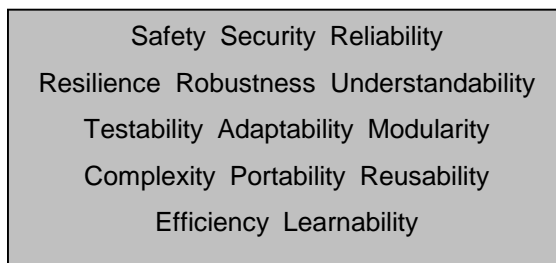 Safety Security Reliability
Resilience Robustness Understandability
Testability Adaptability Modularity
Complexity Portability Reusability
Efficiency Learnability